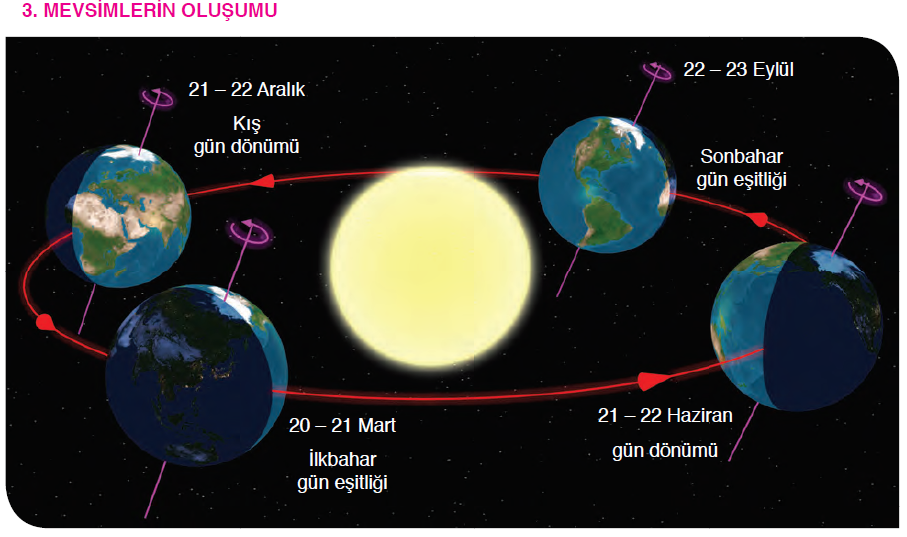 3. MEVSİMLERİN OLUŞUMU
21 – 22 Aralık
Kış
gün dönümü
22 – 23 Eylül
Sonbahar
gün eşitliği
20 – 21 Mart
İlkbahar
gün eşitliği
21 – 22 Haziran
gün dönümü